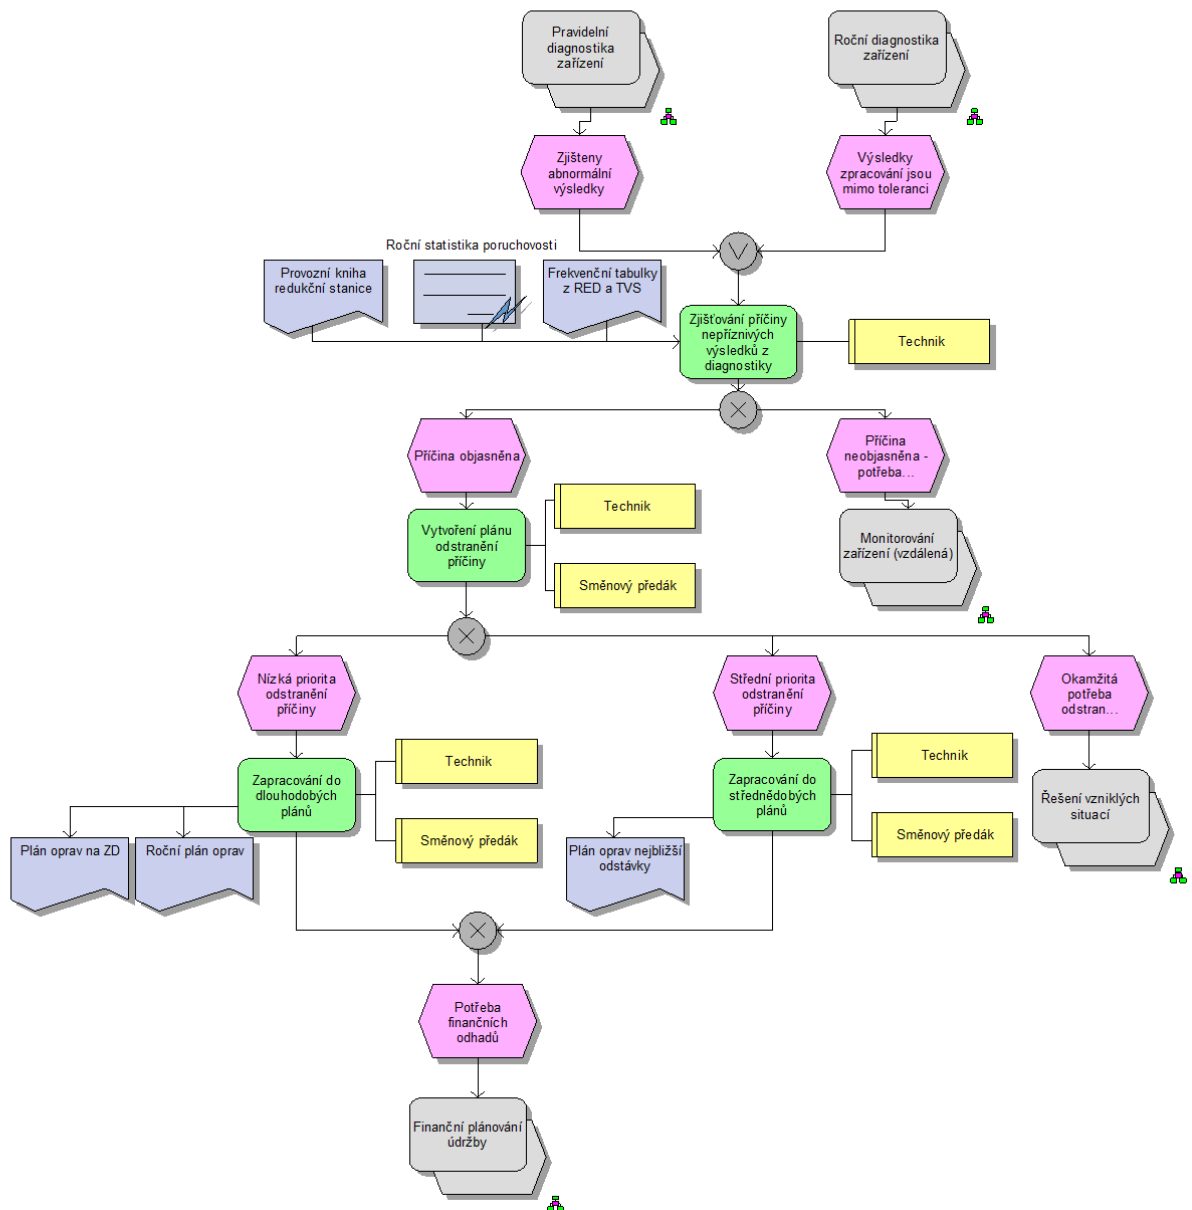 Pravidelní
diagnostika
zařízení
Roční diagnostika
zařízení
Zjišteny
abnormální
výsledky
Výsledky
zpracování jsou
mimo toleranci
Roční statistika poruchovosti
Provozní kniha
redukční stanice
Frekvenční tabulky
z RED a TVS
Zjišťování příčiny
nepříznivých
výsledků z
diagnostiky
Technik
Příčina objasněna
Příčina
neobjasněna -
potřeba...
Vytvoření plánu
odstranění
příčiny
Technik
Směnový předák
Monitorování
zařízení (vzdálená)
Nízká priorita
odstranění
příčiny
Střední priorita
odstranění
příčiny
Okamžitá
potřeba
odstran...
Zapracování do
dlouhodobých
plánů
Technik
Směnový předák
Zapracování do
střednědobých
plánů
Technik
Směnový předák
Řešení vzniklých
situací
Plán oprav na ZD
Roční plán oprav
Plán oprav nejbližší
odstávky
Potřeba
finančních
odhadů
Finanční plánování
údržby